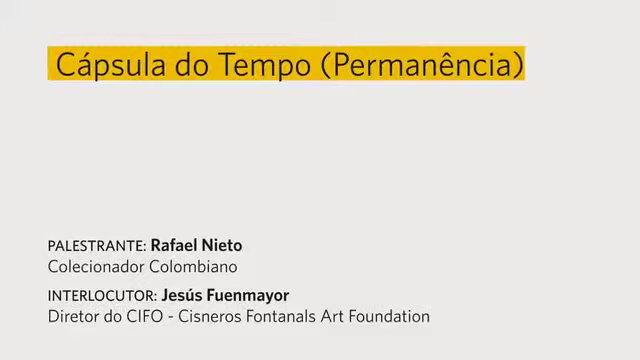 Cápsula do Tempo (Permanência)
PALESTRANTE: Rafael Nieto
Colecionador Colombiano
INTERLOCUTOR: Jesús Fuenmayor
Diretor do CIFO - Cisneros Fontanals Art Foundation